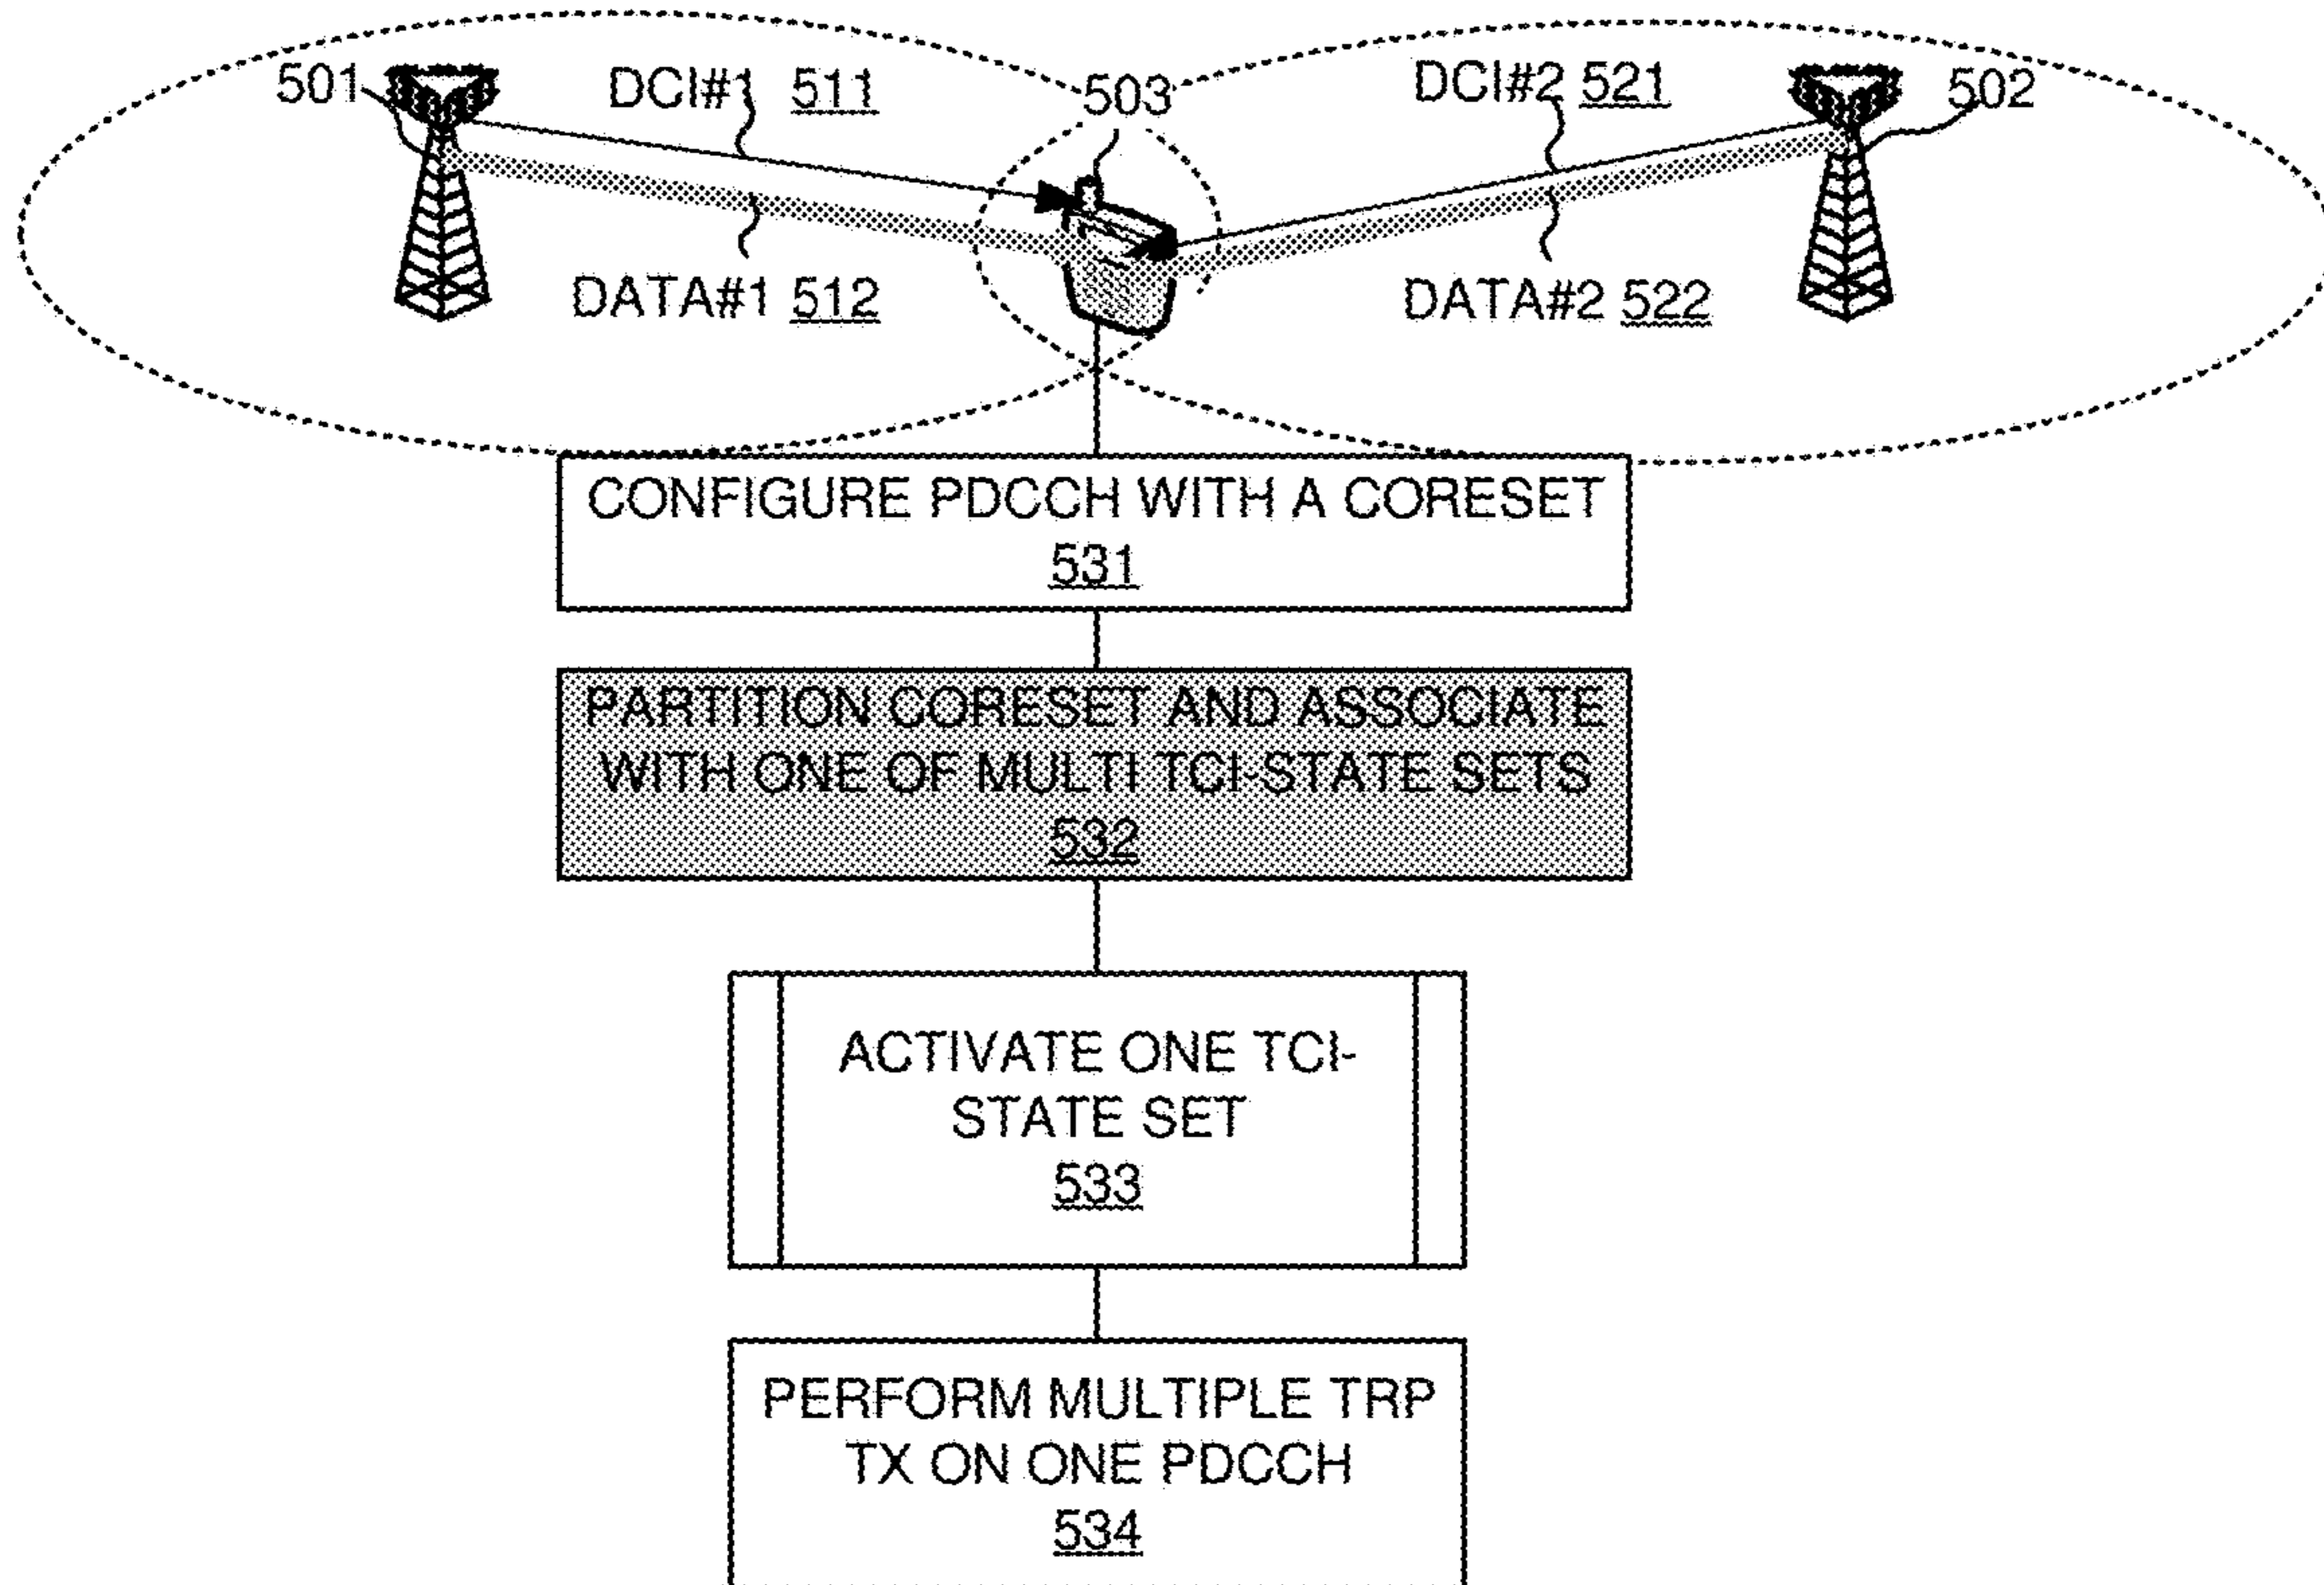 501
DCI#1 511
503
DCI#2 521
502
DATA#1 512
DATA#2 522
CONFIGURE PDCCH WITH A CORESET
531
PARTITION CORESET AND ASSOCIATE
WITH ONE OF MULTI TCI-STATE SETS
532
ACTIVATE ONE TCI-
STATE SET
533
PERFORM MULTIPLE TRP
TX ON ONE PDCCH
534